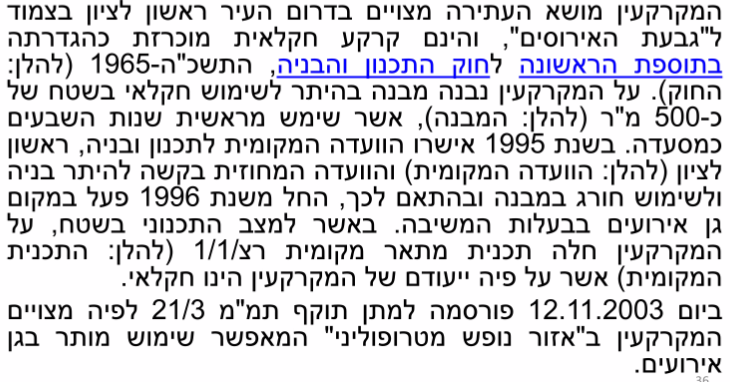 המקרקעין מושא העתירה מצויים בדרום העיר ראשון לציון בצמוד
ל"גבעת האירוסים", והינם קרקע חקלאית מוכרזת כהגדרתה
בתוספת הראשונה לחוק התכנון והבניה, התשכ"ה-1965 (להלן:
החוק). על המקרקעין נבנה מבנה בהיתר לשימוש חקלאי בשטח של
כ-500 מ"ר (להלן: המבנה), אשר שימש מראשית שנות השבעים
כמסעדה. בשנת 1995 אישרו הוועדה המקומית לתכנון ובניה, ראשון
לציון (להלן: הוועדה המקומית) והוועדה המחוזית בקשה להיתר בניה
ולשימוש חורג במבנה ובהתאם לכך, החל משנת 1996 פעל במקום
גן אירועים בבעלות המשיבה. באשר למצב התכנוני בשטח, על
המקרקעין חלה תכנית מתאר מקומית רצ/1/1 (להלן: התכנית
המקומית) אשר על פיה ייעודם של המקרקעין הינו חקלאי.
ביום 12.11.2003 פורסמה למתן תוקף תמ"מ 21/3 לפיה מצויים
המקרקעין ב"אזור נופש מטרופוליני" המאפשר שימוש מותר בגן
אירועים.
36